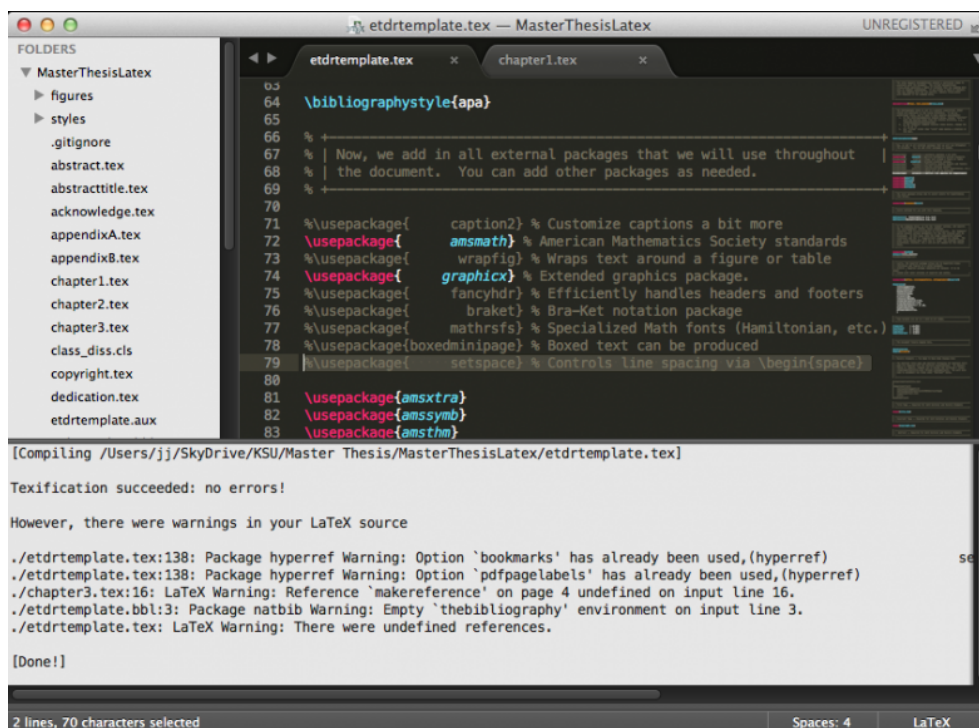 etdrtemplate.tex — MasterThesisLatex
UNREGISTERED
FOLDERS
MasterThesisLatex
figures
styles
.gitignore
abstract.tex
abstracttitle.tex
acknowledge.tex
appendixA.tex
appendixB.tex
chapter1.tex
chapter2.tex
chapter3.tex
class_diss.cls
copyright.tex
dedication.tex
etdrtemplate.aux
etdrtemplate.tex × chapter1.tex ×
63
64 \bibliographystyle{apa}
65
66 % +------------------------------------------------------------+
67 % | Now, we add in all external packages that we will use throughout |
68 % | the document. You can add other packages as needed.
69 % +------------------------------------------------------------+
70
71 %\usepackage{ caption2} % Customize captions a bit more
72 \usepackage{ amsmath} % American Mathematics Society standards
73 %\usepackage{ wrapfig} % Wraps text around a figure or table
74 \usepackage{ graphicx} % Extended graphics package.
75 %\usepackage{ fancyhdr} % Efficiently handles headers and footers
76 %\usepackage{ braket} % Bra-Ket notation package
77 %\usepackage{ mathrsfs} % Specialized Math fonts (Hamiltonian, etc.)
78 %\usepackage{boxedminipage} % Boxed text can be produced
79 %\usepackage{ setspace} % Controls line spacing via \begin{space}
80
81 \usepackage{amsxtra}
82 \usepackage{amssymb}
83 \usepackage{amsthm}
[Compiling /Users/jj/SkyDrive/KSU/Master Thesis/MasterThesisLatex/etdrtemplate.tex]
Texification succeeded: no errors!
However, there were warnings in your LaTeX source
./etdrtemplate.tex:138: Package hyperref Warning: Option `bookmarks' has already been used,(hyperref) se
./etdrtemplate.tex:138: Package hyperref Warning: Option `pdfpagelabels' has already been used,(hyperref)
./chapter3.tex:16: LaTeX Warning: Reference `makereference' on page 4 undefined on input line 16.
./etdrtemplate.bbl:3: Package natbib Warning: Empty `thebibliography' environment on input line 3.
./etdrtemplate.tex: LaTeX Warning: There were undefined references.
[Done!]
2 lines, 70 characters selected
Spaces: 4
LaTeX